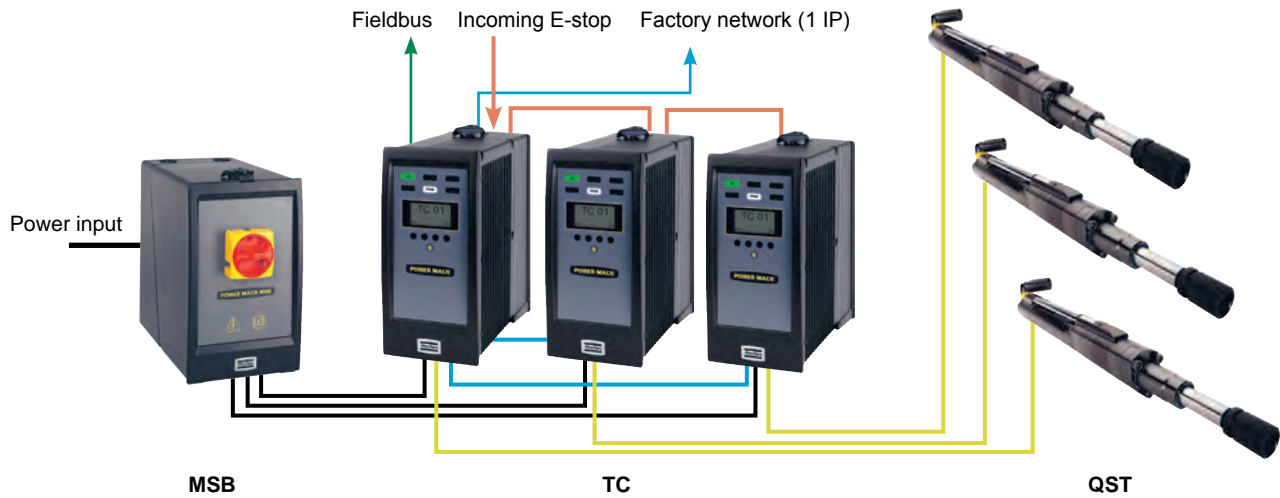 Fieldbus
Incoming E-stop
Factory network (1 IP)
Power input
POWER MACS MSB
TC 01
POWER MACS
TC 01
POWER MACS
TC 01
POWER MACS
MSB
TC
QST